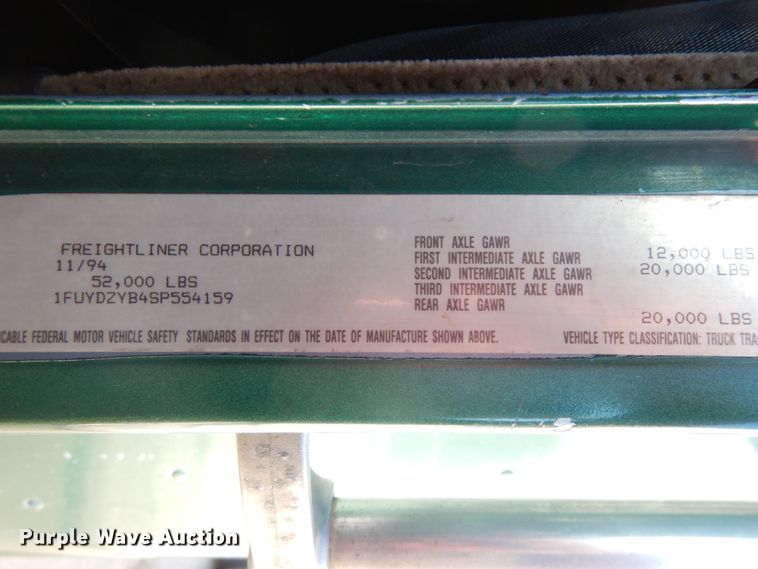 FREIGHTLINER CORPORATION
11/94
52,000 LBS
1FUYDZYB4SP554159
FRONT AXLE GAWR 12,000 LBS
FIRST INTERMEDIATE AXLE GAWR 20,000 LBS
SECOND INTERMEDIATE AXLE GAWR
THIRD INTERMEDIATE AXLE GAWR
REAR AXLE GAWR 20,000 LBS
ICABLE FEDERAL MOTOR VEHICLE SAFETY STANDARDS IN EFFECT ON THE DATE OF MANUFACTURE SHOWN ABOVE. VEHICLE TYPE CLASSIFICATION: TRUCK TRA
Purple Wave Auction